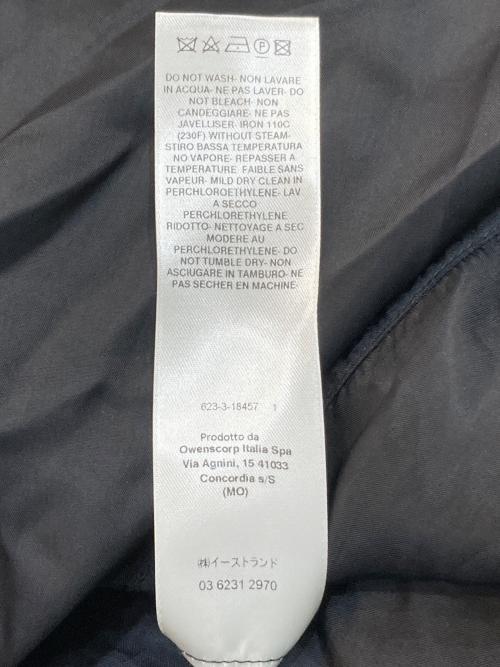 DO NOT WASH- NON LAVARE
IN ACQUA- NE PAS LAVER- DO
NOT BLEACH- NON
CANDEGGIARE- NE PAS
JAVELLISER- IRON 110C
(230F) WITHOUT STEAM-
STIRO BASSA TEMPERATURA
NO VAPORE- REPASSER A
TEMPERATURE FAIBLE SANS
VAPEUR- MILD DRY CLEAN IN
PERCHLOROETHYLENE- LAV
A SECCO
PERCHLORETHYLENE
RIDOTTO- NETTOYAGE A SEC
MODERE AU
PERCHLORETHYLENE- DO
NOT TUMBLE DRY- NON
ASCIUGARE IN TAMBURO- NE
PAS SECHER EN MACHINE-
623-3-18457 1
Prodotto da
Owenscorp Italia Spa
Via Agnini, 15 41033
Concordia s/S
(MO)
㈱イーストランド
03 6231 2970